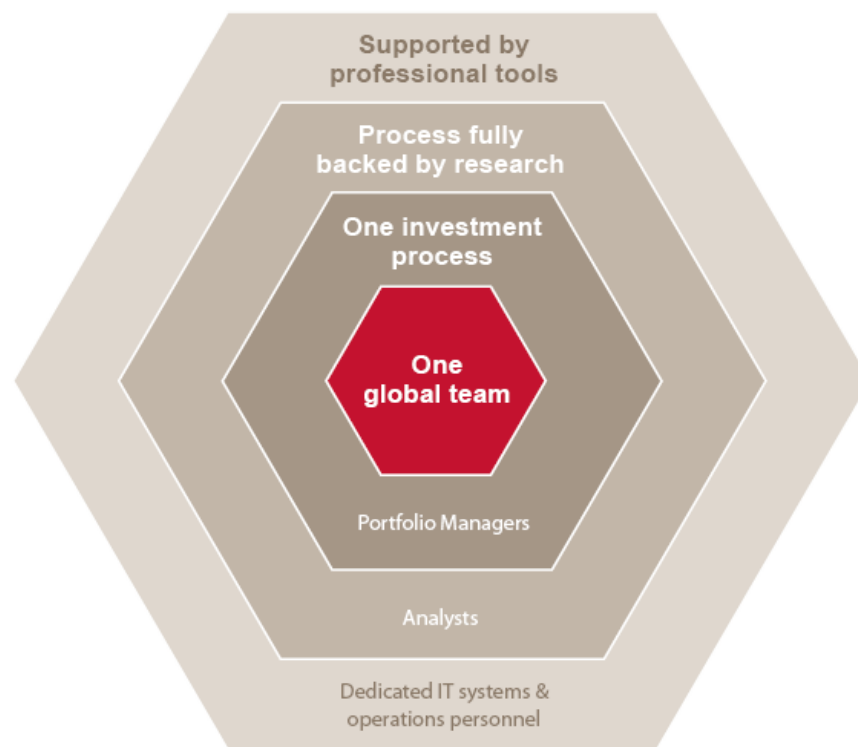 Supported by
professional tools
Process fully
backed by research
One investment
process
One
global team
Portfolio Managers
Analysts
Dedicated IT systems &
operations personnel